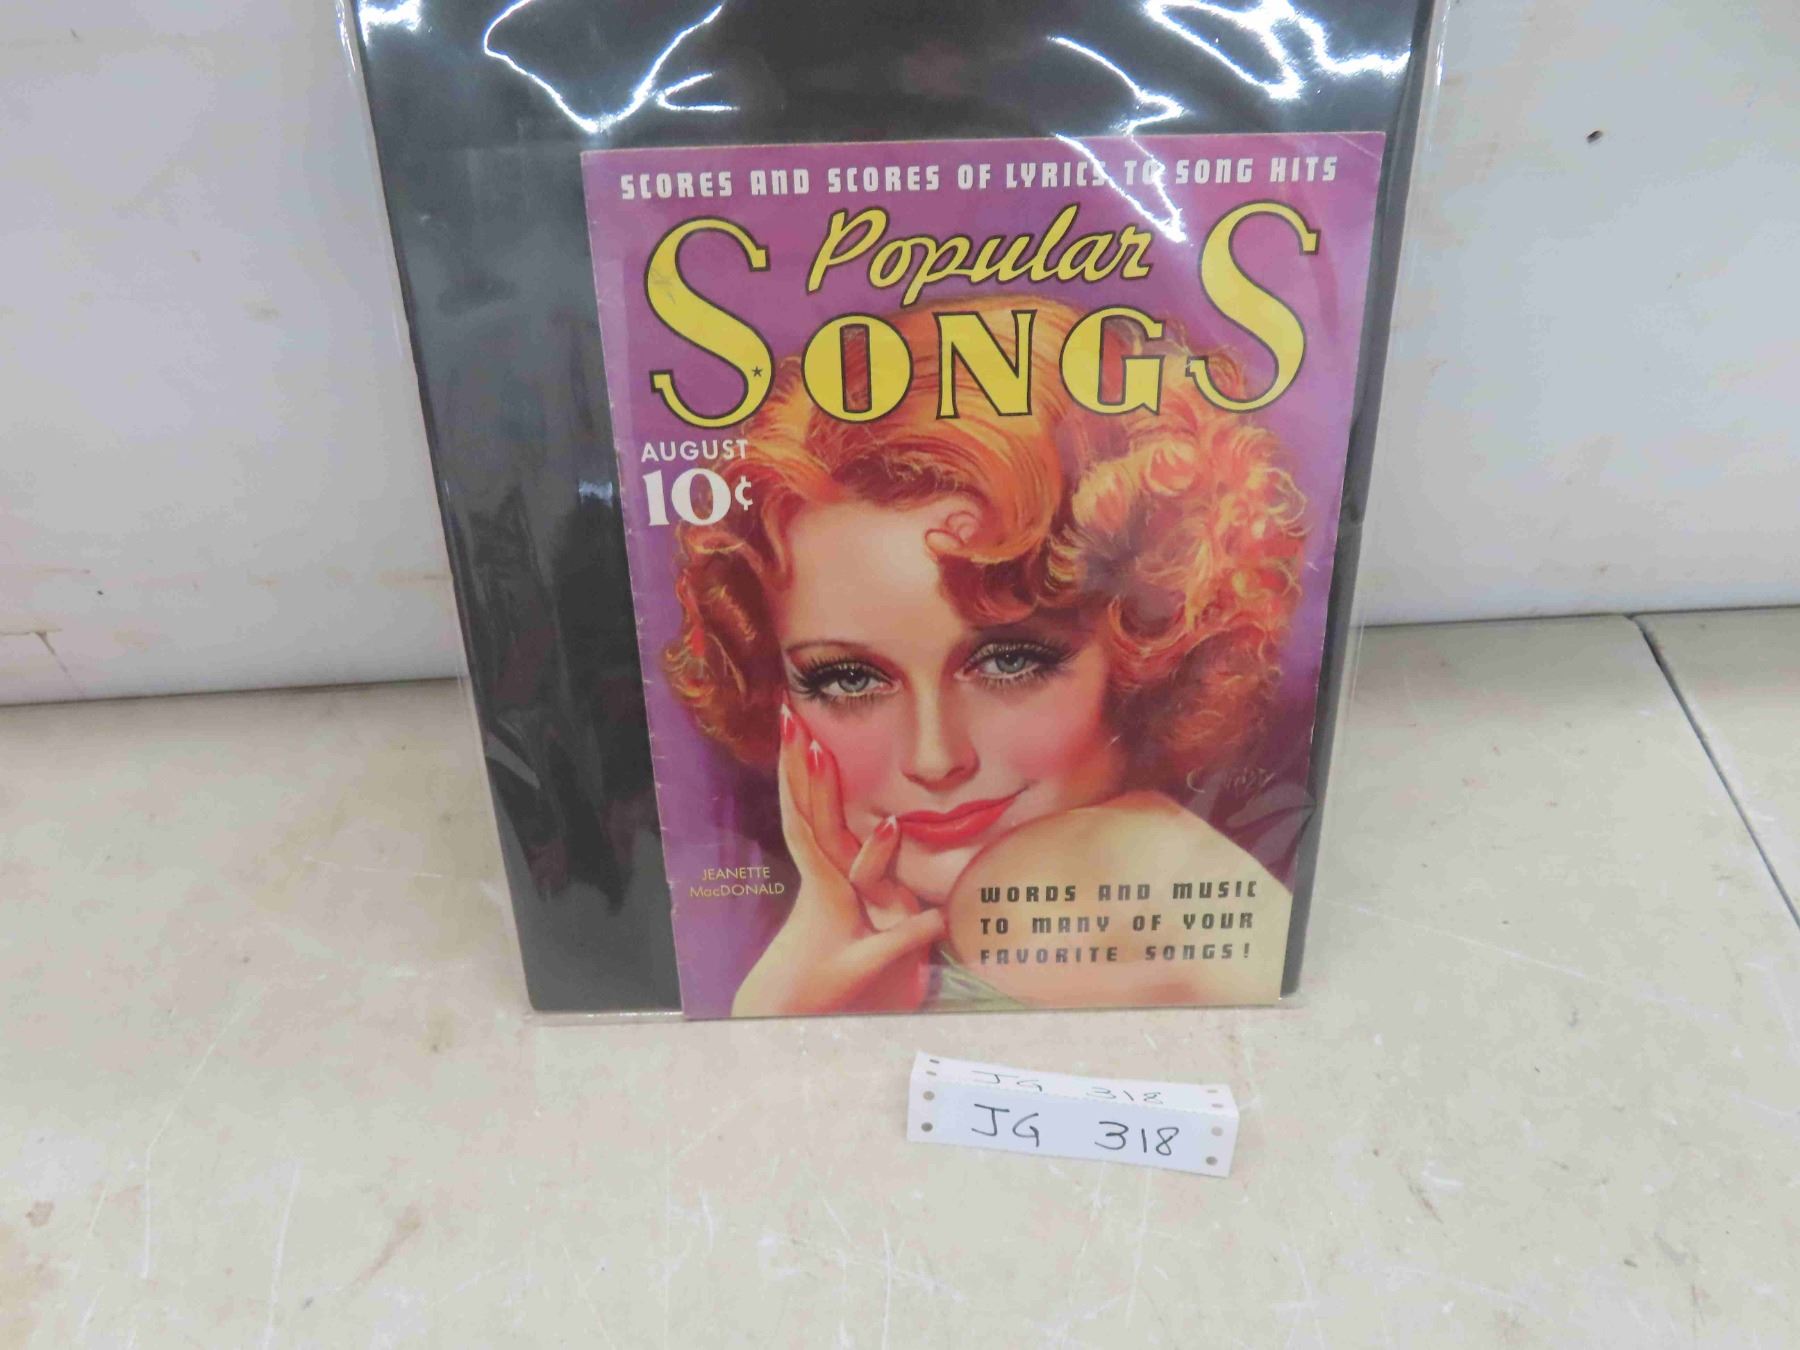 SCORES AND SCORES OF LYRICS TO SONG HITS
Popular
SONGS
AUGUST
10¢
JEANETTE
MacDONALD
WORDS AND MUSIC
TO MANY OF YOUR
FAVORITE SONGS!
JG 318
JG 318